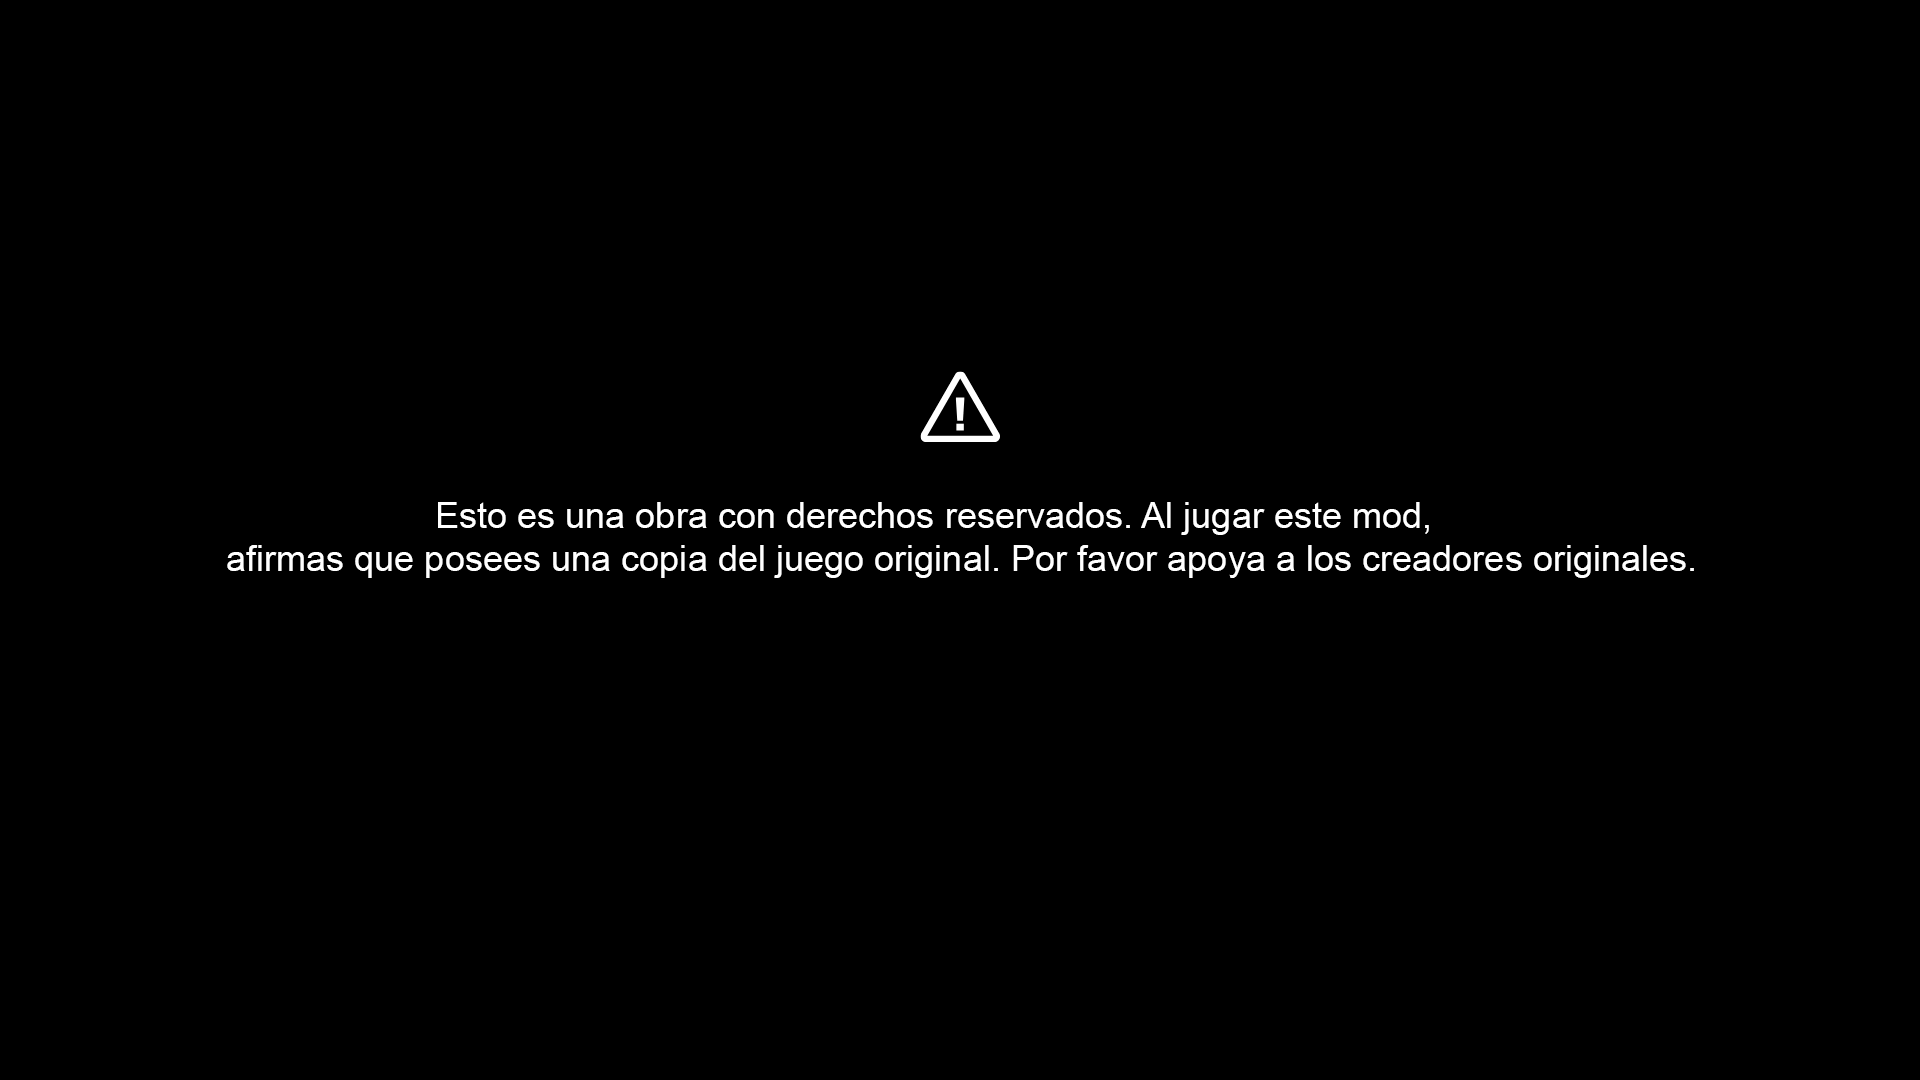 Esto es una obra con derechos reservados. Al jugar este mod,
afirmas que posees una copia del juego original. Por favor apoya a los creadores originales.